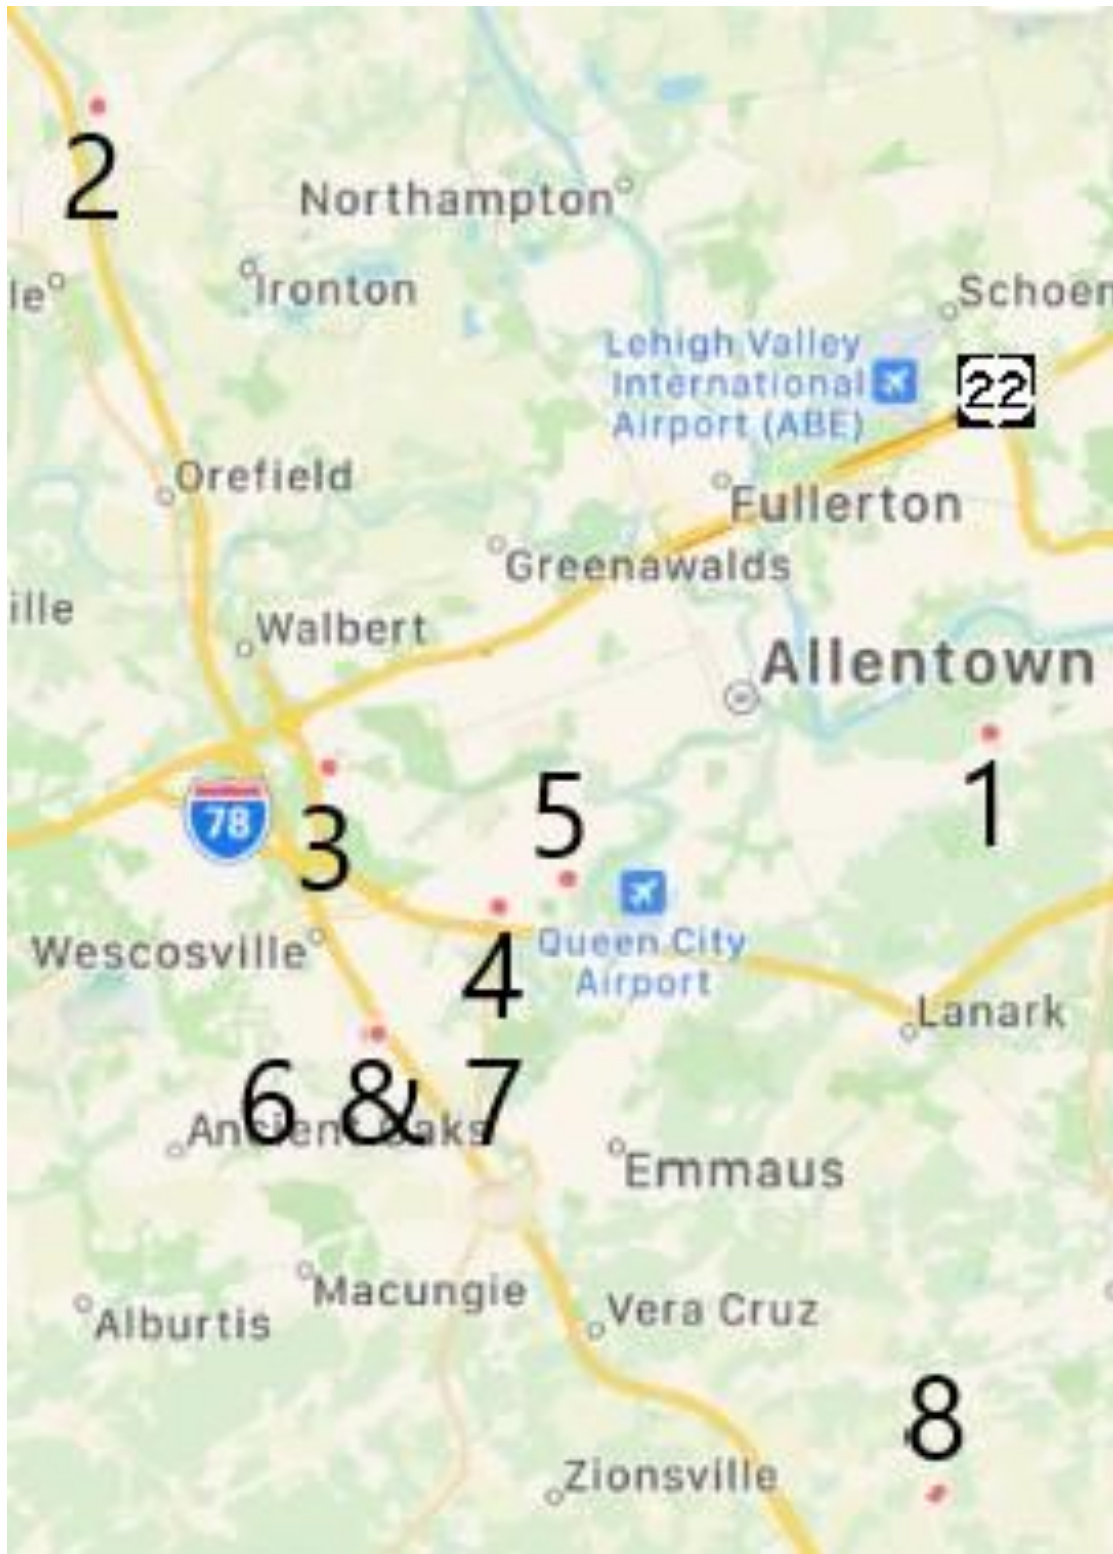 2
Northampton
Ironton
le
Schoen
Lehigh Valley
International
Airport (ABE)
22
Orefield
Fullerton
Greenawalds
ille
Walbert
Allentown
78
3
5
1
Wescosville
4
Queen City
Airport
Lanark
6 & 7
Ancient Oaks
Emmaus
Macungie
Alburtis
Vera Cruz
8
Zionsville